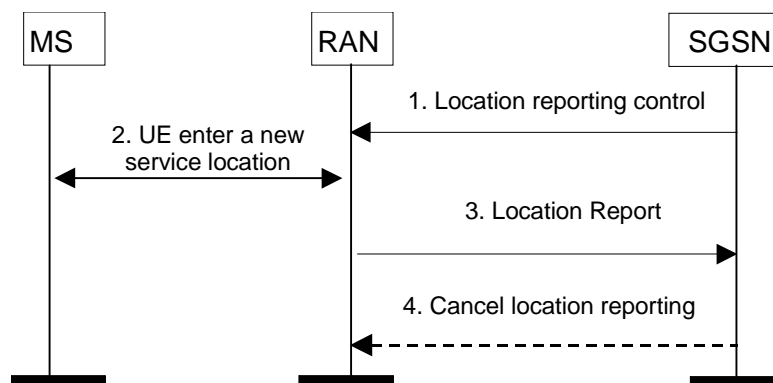 MS
RAN
SGSN
1. Location reporting control
2. UE enter a new
service location
3. Location Report
4. Cancel location reporting